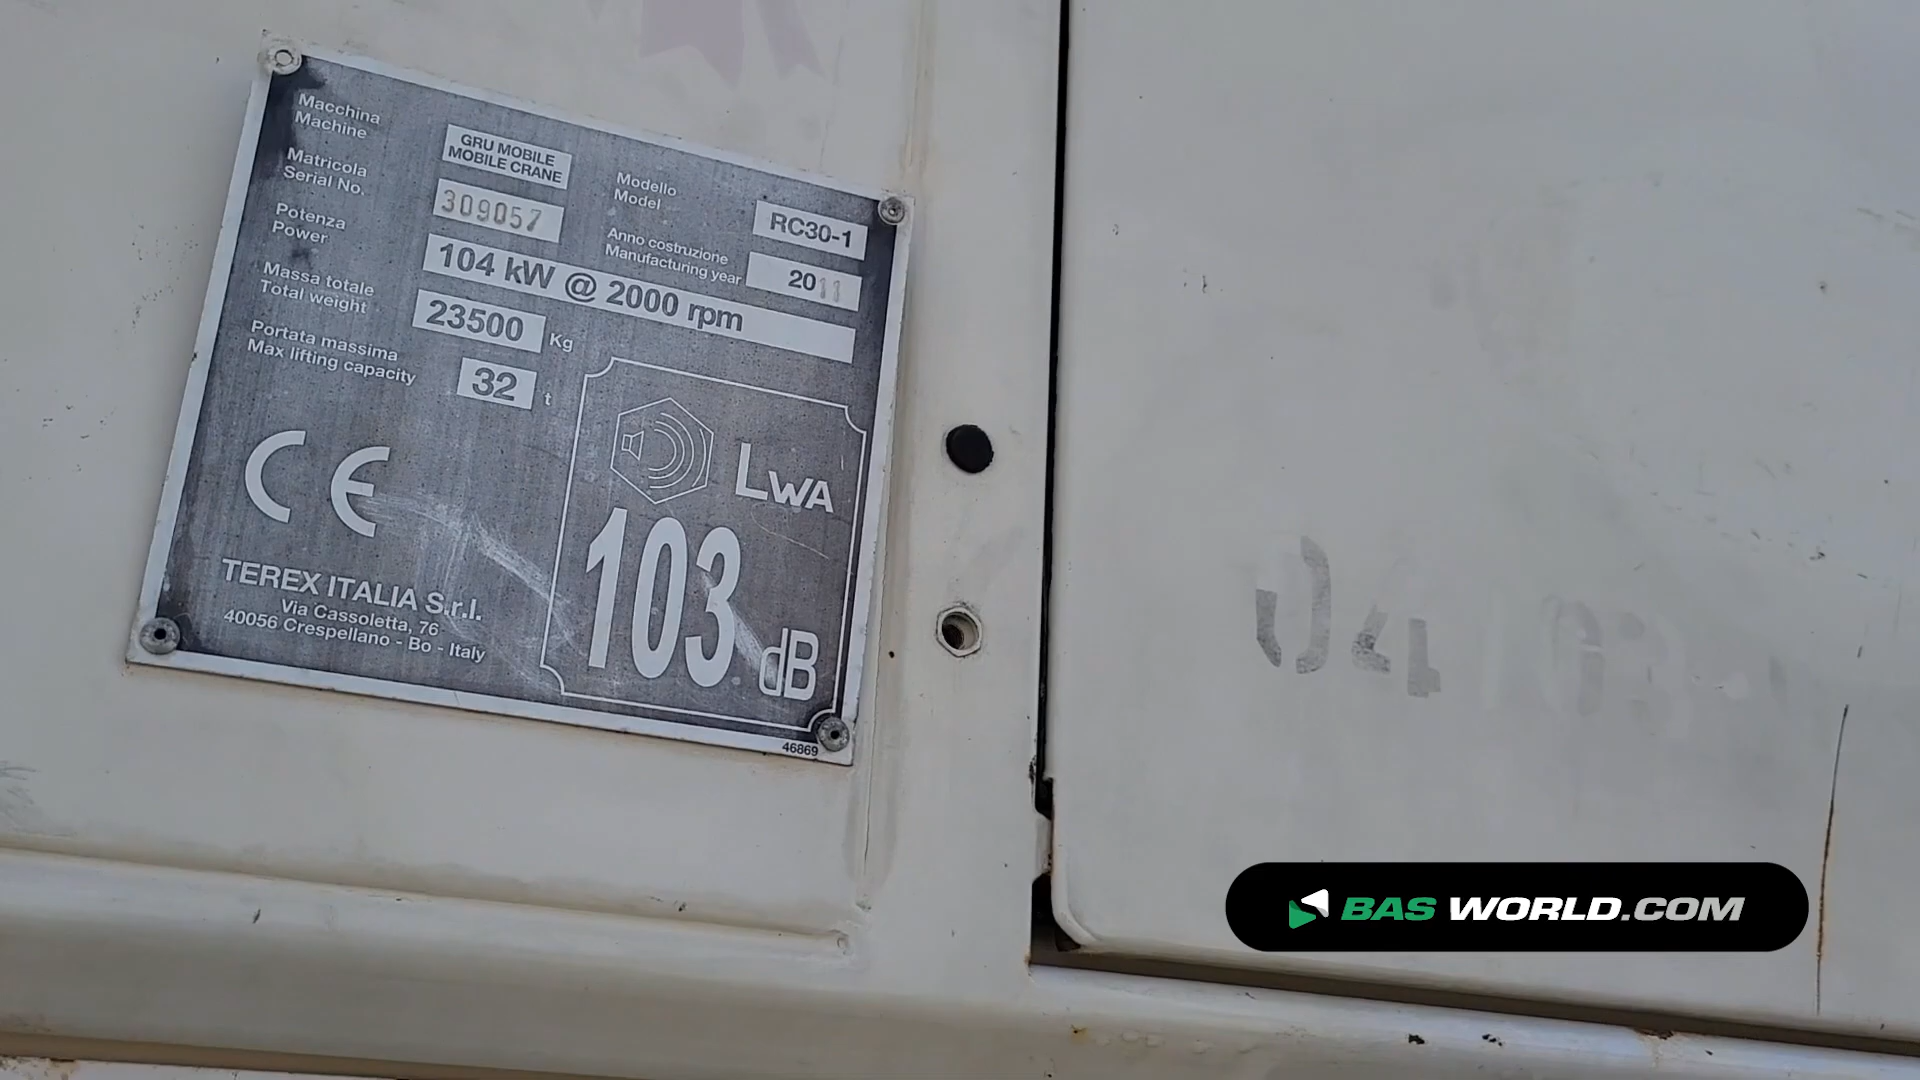 Macchina
Machine
GRU MOBILE
MOBILE CRANE
Matricola
Serial No.
309057
Modello
Model
RC30-1
Potenza
Power
104 kW @ 2000 rpm
Anno costruzione
Manufacturing year
2011
Massa totale
Total weight
23500 Kg
Portata massima
Max lifting capacity
32 t
CE
LWA
103 dB
TEREX ITALIA S.r.l.
Via Cassoletta, 76
40056 Crespellano - Bo - Italy
46869
04
BAS WORLD.COM